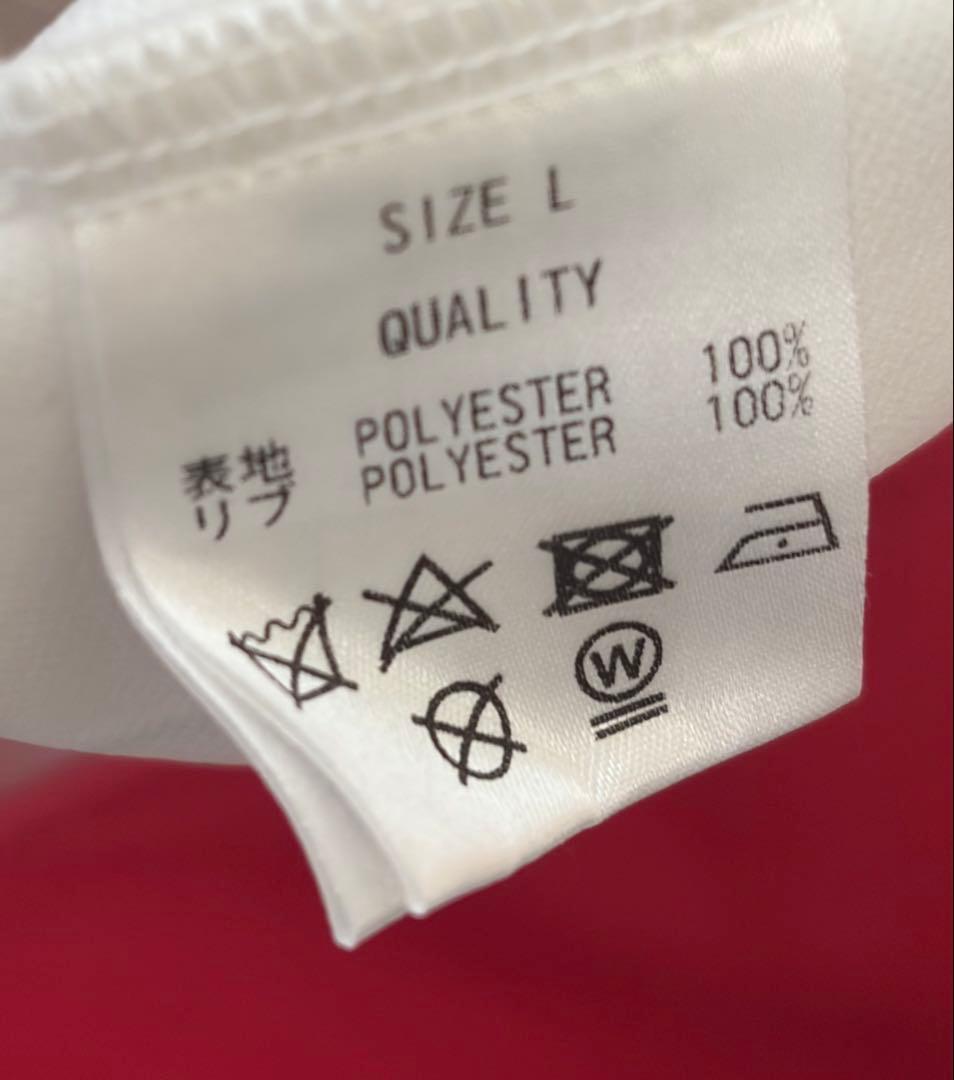 SIZE L
QUALITY
表地 POLYESTER 100%
リブ POLYESTER 100%
W